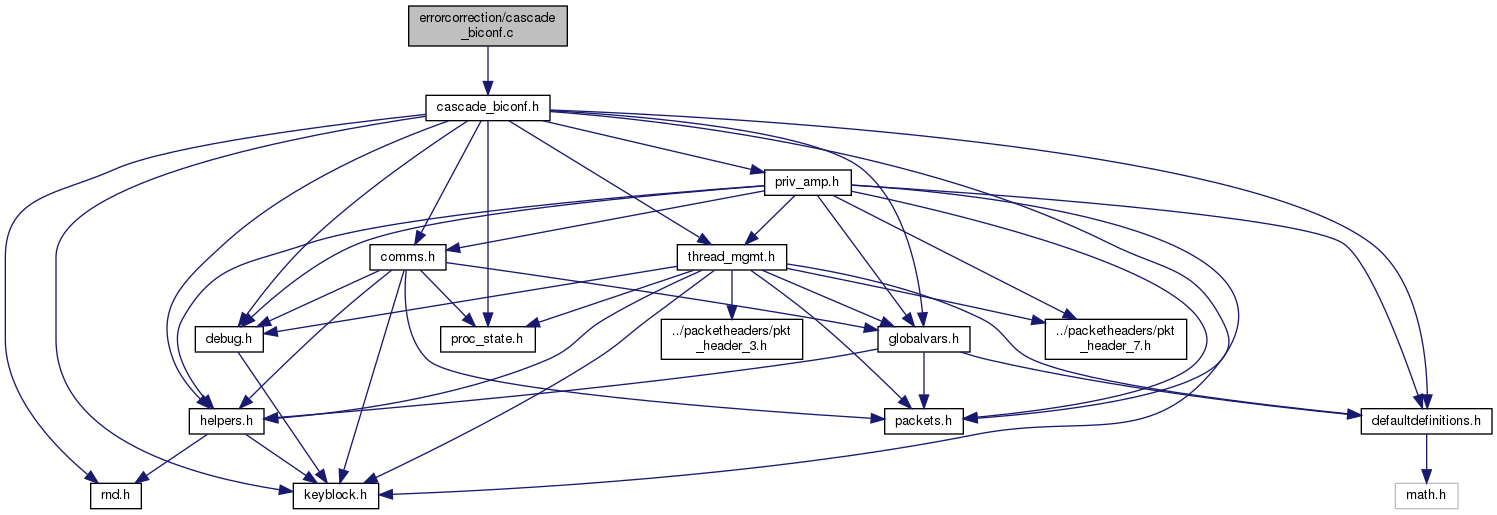 errorcorrection/cascade
_biconf.c
cascade_biconf.h
priv_amp.h
comms.h
thread_mgmt.h
debug.h
proc_state.h
../packetheaders/pkt
_header_3.h
globalvars.h
../packetheaders/pkt
_header_7.h
helpers.h
packets.h
defaultdefinitions.h
rnd.h
keyblock.h
math.h